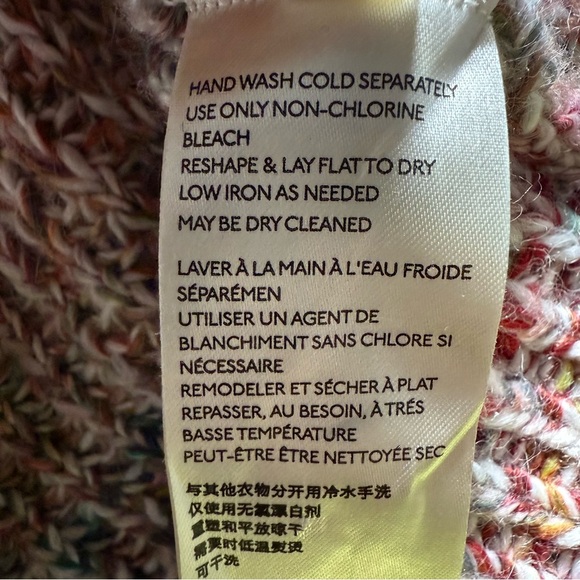 HAND WASH COLD SEPARATELY
USE ONLY NON-CHLORINE
BLEACH
RESHAPE & LAY FLAT TO DRY
LOW IRON AS NEEDED
MAY BE DRY CLEANED
LAVER À LA MAIN À L'EAU FROIDE
SÉPARÉMEN
UTILISER UN AGENT DE
BLANCHIMENT SANS CHLORE SI
NÉCESSAIRE
REMODELER ET SÉCHER À PLAT
REPASSER, AU BESOIN, À TRÉS
BASSE TEMPÉRATURE
PEUT-ÊTRE ÊTRE NETTOYÉE SEC
与其他衣物分开用冷水手洗
仅使用无氯漂白剂
重塑和平放晾干
需要时低温熨烫
可干洗